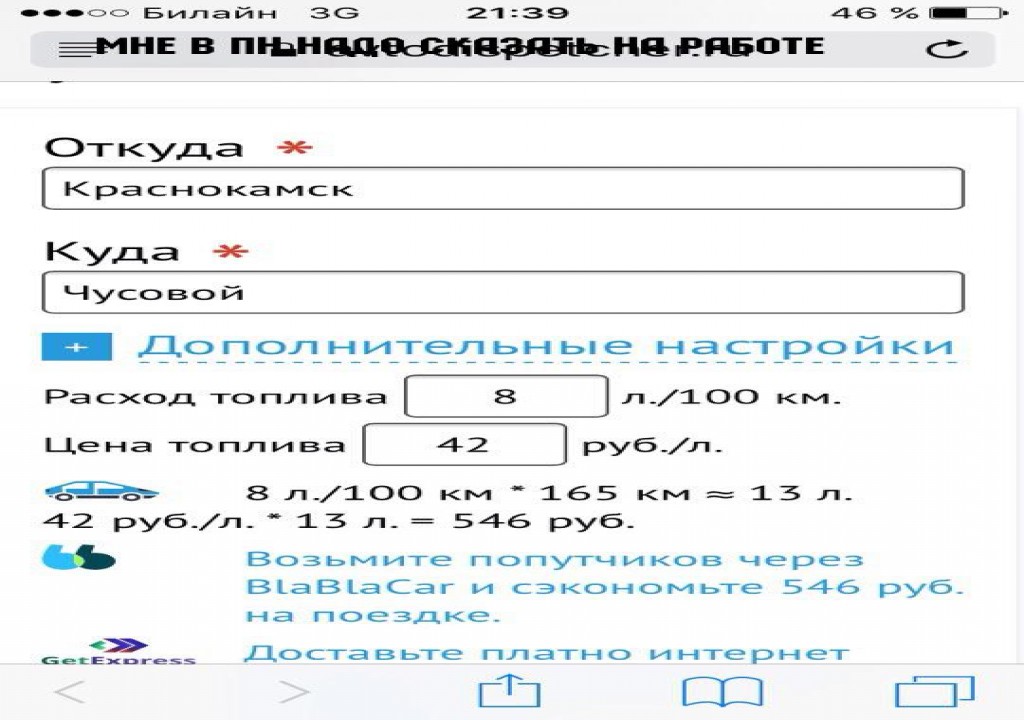 Билайн 3G 21:39 46 %
МНЕ В ПН НАДО СКАЗАТЬ НА РАБОТЕ
Откуда *
Краснокамск
Куда *
Чусовой
+ Дополнительные настройки
Расход топлива 8 л./100 км.
Цена топлива 42 руб./л.
8 л./100 км * 165 км ≈ 13 л.
42 руб./л. * 13 л. = 546 руб.
Возьмите попутчиков через
BlaBlaCar и сэкономьте 546 руб.
на поездке.
GetExpress Доставьте платно интернет